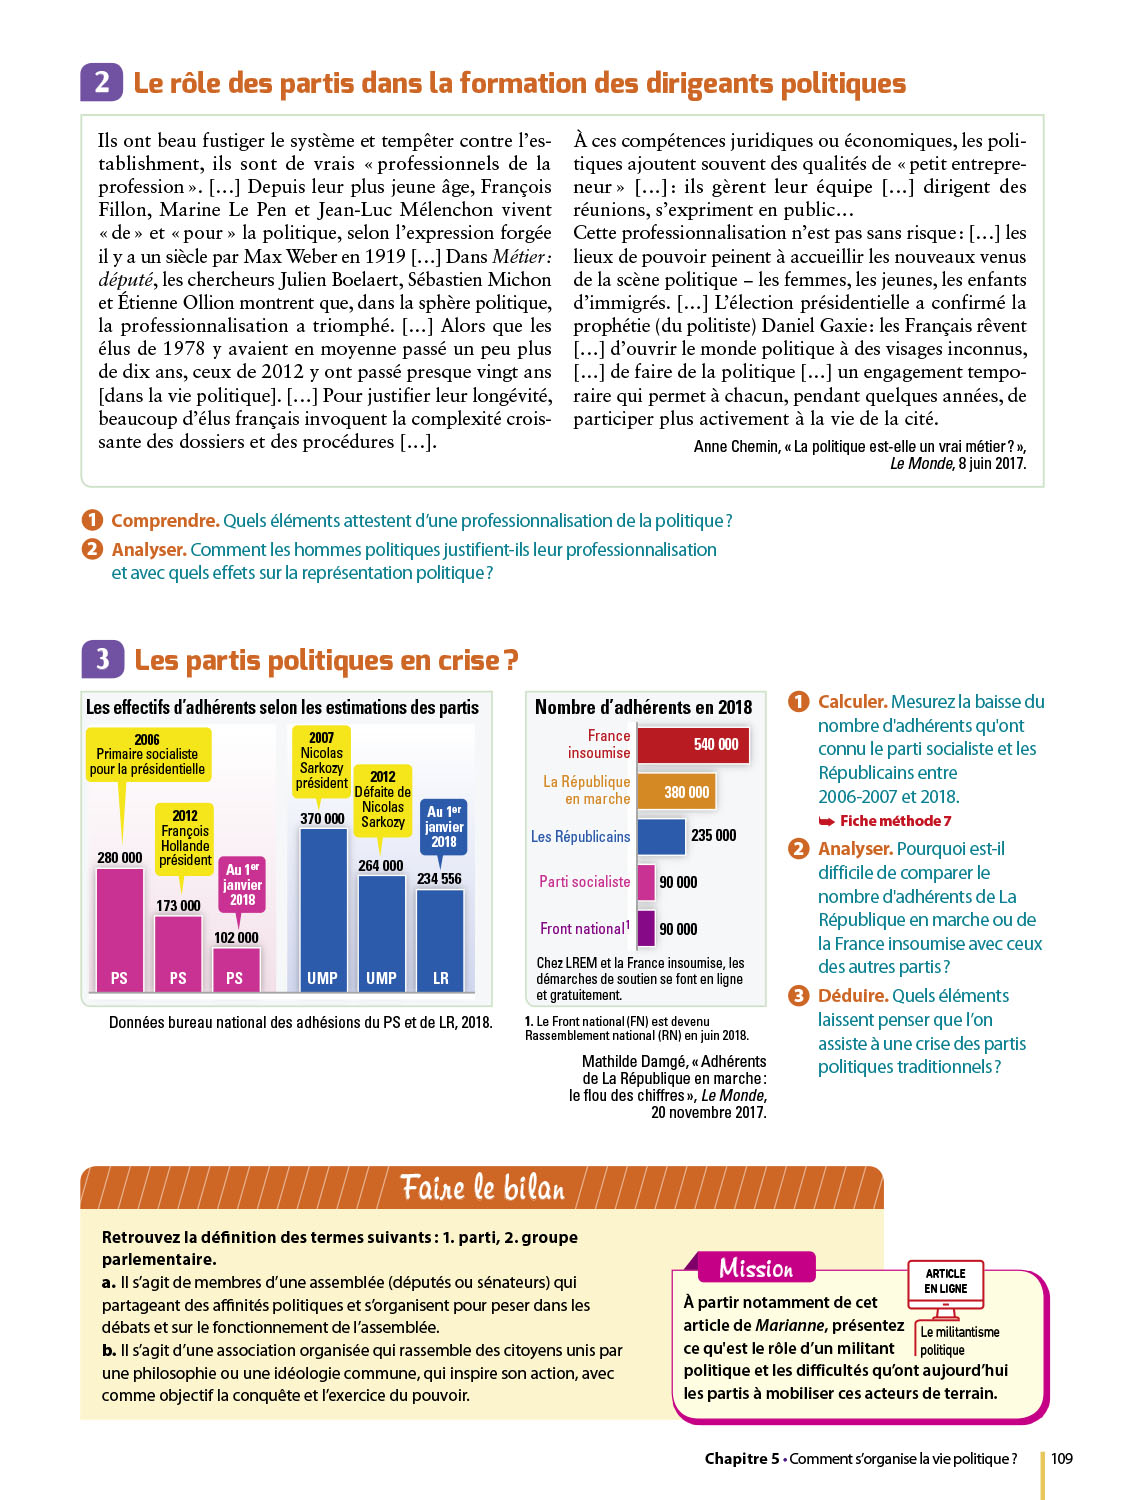 2 Le rôle des partis dans la formation des dirigeants politiques
Ils ont beau fustiger le système et tempêter contre l'es-
tablishment, ils sont de vrais « professionnels de la
profession ». […] Depuis leur plus jeune âge, François
Fillon, Marine Le Pen et Jean-Luc Mélenchon vivent
« de » et « pour » la politique, selon l'expression forgée
il y a un siècle par Max Weber en 1919 […] Dans Métier :
député, les chercheurs Julien Boelaert, Sébastien Michon
et Étienne Ollion montrent que, dans la sphère politique,
la professionnalisation a triomphé. […] Alors que les
élus de 1978 y avaient en moyenne passé un peu plus
de dix ans, ceux de 2012 y ont passé presque vingt ans
[dans la vie politique]. […] Pour justifier leur longévité,
beaucoup d'élus français invoquent la complexité crois-
sante des dossiers et des procédures […].
À ces compétences juridiques ou économiques, les poli-
tiques ajoutent souvent des qualités de « petit entrepre-
neur » […] : ils gèrent leur équipe […] dirigent des
réunions, s'expriment en public…
Cette professionnalisation n'est pas sans risque : […] les
lieux de pouvoir peinent à accueillir les nouveaux venus
de la scène politique – les femmes, les jeunes, les enfants
d'immigrés. […] L'élection présidentielle a confirmé la
prophétie (du politiste) Daniel Gaxie : les Français rêvent
[…] d'ouvrir le monde politique à des visages inconnus,
[…] de faire de la politique […] un engagement tempo-
raire qui permet à chacun, pendant quelques années, de
participer plus activement à la vie de la cité.
Anne Chemin, « La politique est-elle un vrai métier ? »,
Le Monde, 8 juin 2017.
1 Comprendre. Quels éléments attestent d'une professionnalisation de la politique ?
2 Analyser. Comment les hommes politiques justifient-ils leur professionnalisation
et avec quels effets sur la représentation politique ?
3 Les partis politiques en crise ?
Les effectifs d'adhérents selon les estimations des partis
2006
Primaire socialiste
pour la présidentielle
280 000
PS
2012
François
Hollande
président
173 000
PS
Au 1er
janvier
2018
102 000
PS
2007
Nicolas
Sarkozy
président
370 000
UMP
2012
Défaite de
Nicolas
Sarkozy
264 000
UMP
Au 1er
janvier
2018
234 556
LR
Données bureau national des adhésions du PS et de LR, 2018.
Nombre d'adhérents en 2018
France
insoumise
540 000
La République
en marche
380 000
Les Républicains 235 000
Parti socialiste 90 000
Front national1 90 000
Chez LREM et la France insoumise, les
démarches de soutien se font en ligne
et gratuitement.
1. Le Front national (FN) est devenu
Rassemblement national (RN) en juin 2018.
Mathilde Damgé, « Adhérents
de La République en marche :
le flou des chiffres », Le Monde,
20 novembre 2017.
1 Calculer. Mesurez la baisse du
nombre d'adhérents qu'ont
connu le parti socialiste et les
Républicains entre
2006-2007 et 2018.
Fiche méthode 7
2 Analyser. Pourquoi est-il
difficile de comparer le
nombre d'adhérents de La
République en marche ou de
la France insoumise avec ceux
des autres partis ?
3 Déduire. Quels éléments
laissent penser que l'on
assiste à une crise des partis
politiques traditionnels ?
Faire le bilan
Retrouvez la définition des termes suivants : 1. parti, 2. groupe
parlementaire.
a. Il s'agit de membres d'une assemblée (députés ou sénateurs) qui
partageant des affinités politiques et s'organisent pour peser dans les
débats et sur le fonctionnement de l'assemblée.
b. Il s'agit d'une association organisée qui rassemble des citoyens unis par
une philosophie ou une idéologie commune, qui inspire son action, avec
comme objectif la conquête et l'exercice du pouvoir.
Mission
ARTICLE
EN LIGNE
Le militantisme
politique
À partir notamment de cet
article de Marianne, présentez
ce qu'est le rôle d'un militant
politique et les difficultés qu'ont aujourd'hui
les partis à mobiliser ces acteurs de terrain.
Chapitre 5 • Comment s'organise la vie politique ? 109